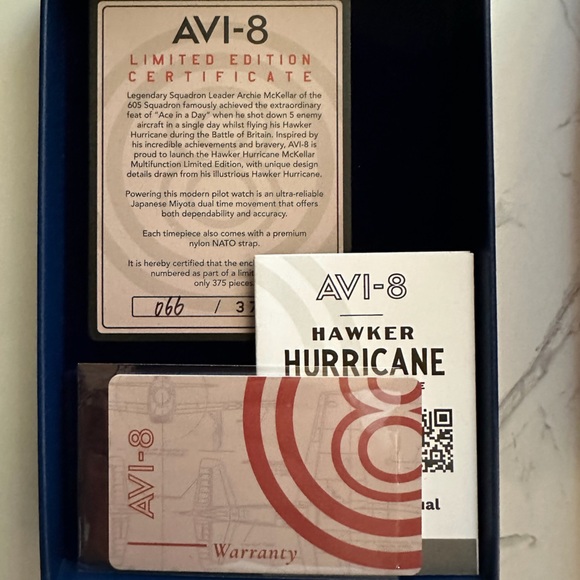 AVI-8
LIMITED EDITION
CERTIFICATE
Legendary Squadron Leader Archie McKellar of the
605 Squadron famously achieved the extraordinary
feat of "Ace in a Day" when he shot down 5 enemy
aircraft in a single day whilst flying his Hawker
Hurricane during the Battle of Britain. Inspired by
his incredible achievements and bravery, AVI-8 is
proud to launch the Hawker Hurricane McKellar
Multifunction Limited Edition, with unique design
details drawn from his illustrious Hawker Hurricane.
Powering this modern pilot watch is an ultra-reliable
Japanese Miyota dual time movement that offers
both dependability and accuracy.
Each timepiece also comes with a premium
nylon NATO strap.
It is hereby certified that the enc
numbered as part of a limit
only 375 pieces
066 / 37
AVI-8
HAWKER
HURRICANE
AVI-8
Warranty